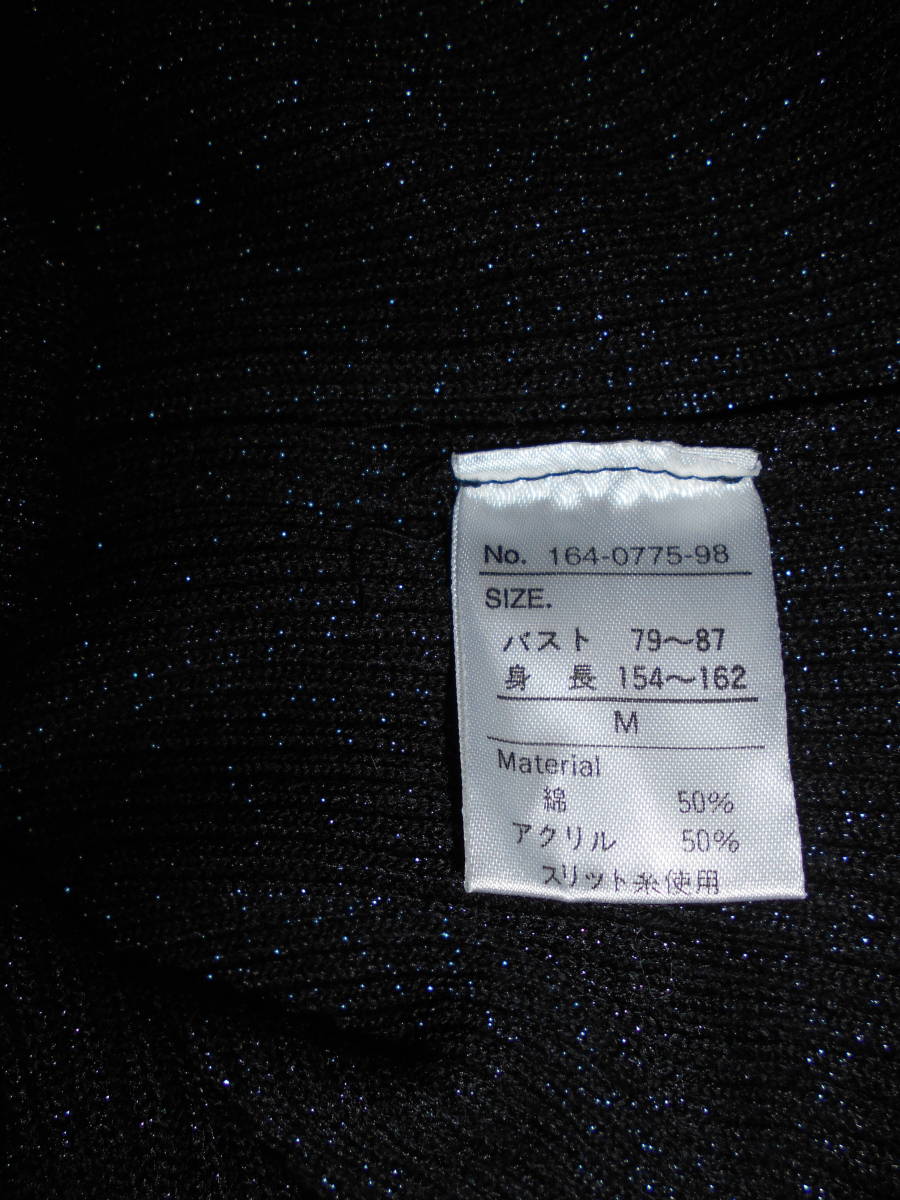 No. 164-0775-98
SIZE.
バスト 79〜87
身 長 154〜162
M
Material
綿 50%
アクリル 50%
スリット糸使用